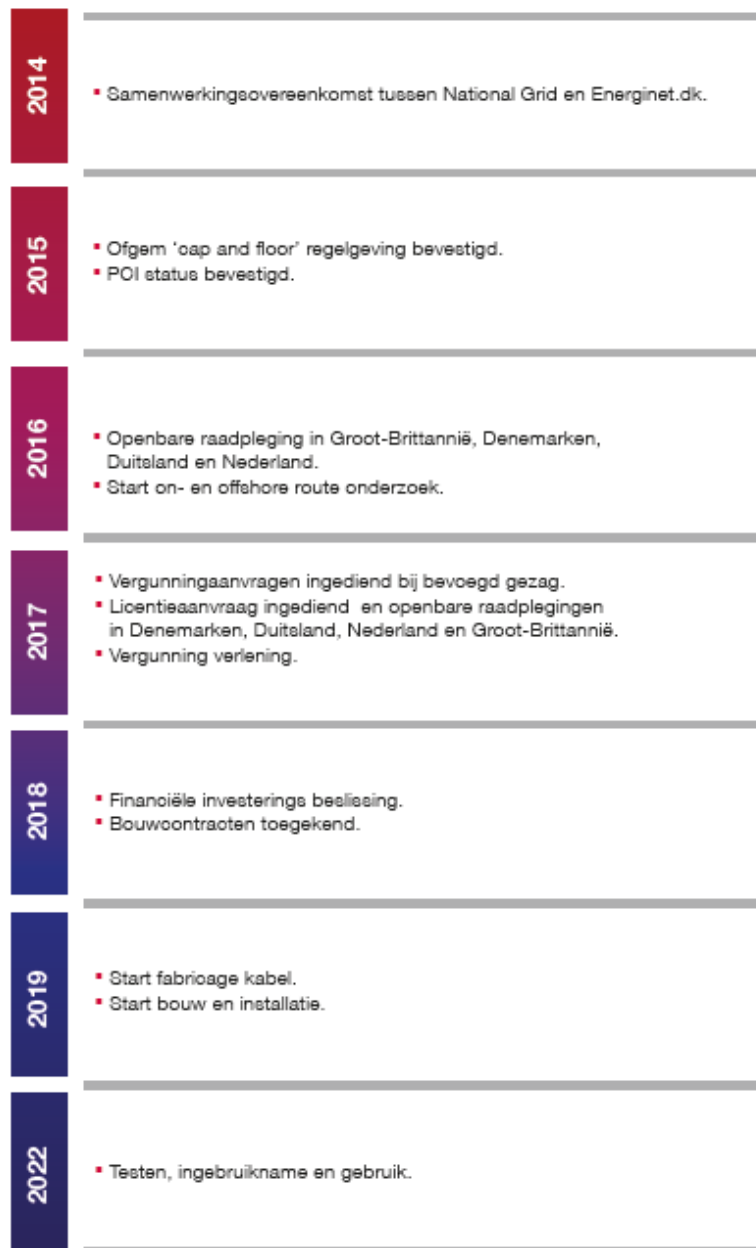 2014
▪ Samenwerkingsovereenkomst tussen National Grid en Energinet.dk.
2015
▪ Ofgem ‘cap and floor’ regelgeving bevestigd.
▪ PCI status bevestigd.
2016
▪ Openbare raadpleging in Groot-Brittannië, Denemarken,
Duitsland en Nederland.
▪ Start on- en offshore route onderzoek.
2017
▪ Vergunningaanvragen ingediend bij bevoegd gezag.
▪ Licentieaanvraag ingediend en openbare raadplegingen
in Denemarken, Duitsland, Nederland en Groot-Brittannië.
▪ Vergunning verlening.
2018
▪ Financiële investerings beslissing.
▪ Bouwcontracten toegekend.
2019
▪ Start fabricage kabel.
▪ Start bouw en installatie.
2022
▪ Testen, ingebruikname en gebruik.